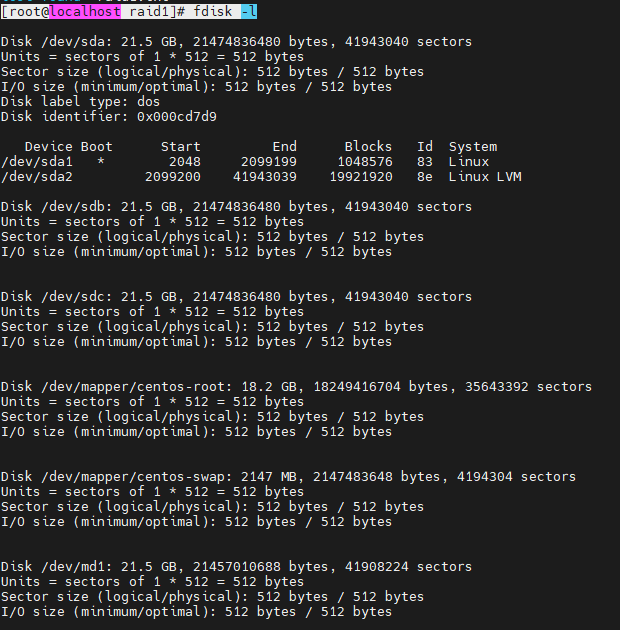 [root@localhost raid1]# fdisk -l
Disk /dev/sda: 21.5 GB, 21474836480 bytes, 41943040 sectors
Units = sectors of 1 * 512 = 512 bytes
Sector size (logical/physical): 512 bytes / 512 bytes
I/O size (minimum/optimal): 512 bytes / 512 bytes
Disk label type: dos
Disk identifier: 0x000cd7d9
Device Boot Start End Blocks Id System
/dev/sda1 * 2048 2099199 1048576 83 Linux
/dev/sda2 2099200 41943039 19921920 8e Linux LVM
Disk /dev/sdb: 21.5 GB, 21474836480 bytes, 41943040 sectors
Units = sectors of 1 * 512 = 512 bytes
Sector size (logical/physical): 512 bytes / 512 bytes
I/O size (minimum/optimal): 512 bytes / 512 bytes
Disk /dev/sdc: 21.5 GB, 21474836480 bytes, 41943040 sectors
Units = sectors of 1 * 512 = 512 bytes
Sector size (logical/physical): 512 bytes / 512 bytes
I/O size (minimum/optimal): 512 bytes / 512 bytes
Disk /dev/mapper/centos-root: 18.2 GB, 18249416704 bytes, 35643392 sectors
Units = sectors of 1 * 512 = 512 bytes
Sector size (logical/physical): 512 bytes / 512 bytes
I/O size (minimum/optimal): 512 bytes / 512 bytes
Disk /dev/mapper/centos-swap: 2147 MB, 2147483648 bytes, 4194304 sectors
Units = sectors of 1 * 512 = 512 bytes
Sector size (logical/physical): 512 bytes / 512 bytes
I/O size (minimum/optimal): 512 bytes / 512 bytes
Disk /dev/md1: 21.5 GB, 21457010688 bytes, 41908224 sectors
Units = sectors of 1 * 512 = 512 bytes
Sector size (logical/physical): 512 bytes / 512 bytes
I/O size (minimum/optimal): 512 bytes / 512 bytes